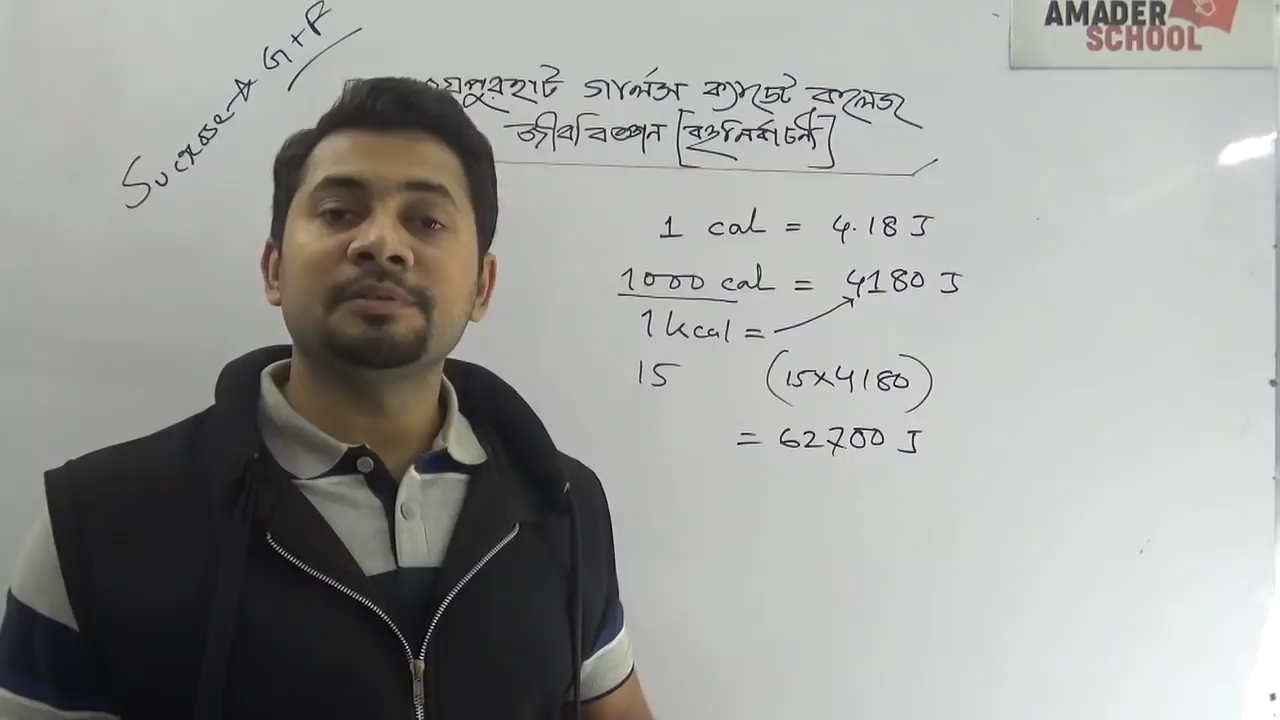 AMADER
SCHOOL
Sucrose → G+F
গার্লস ক্যাডেট কলেজ
জীববিজ্ঞান [বহুনির্বাচনী]
1 cal = 4.18 J
1000 cal = 4180 J
1 kcal =
15 (15×4180)
= 62700 J